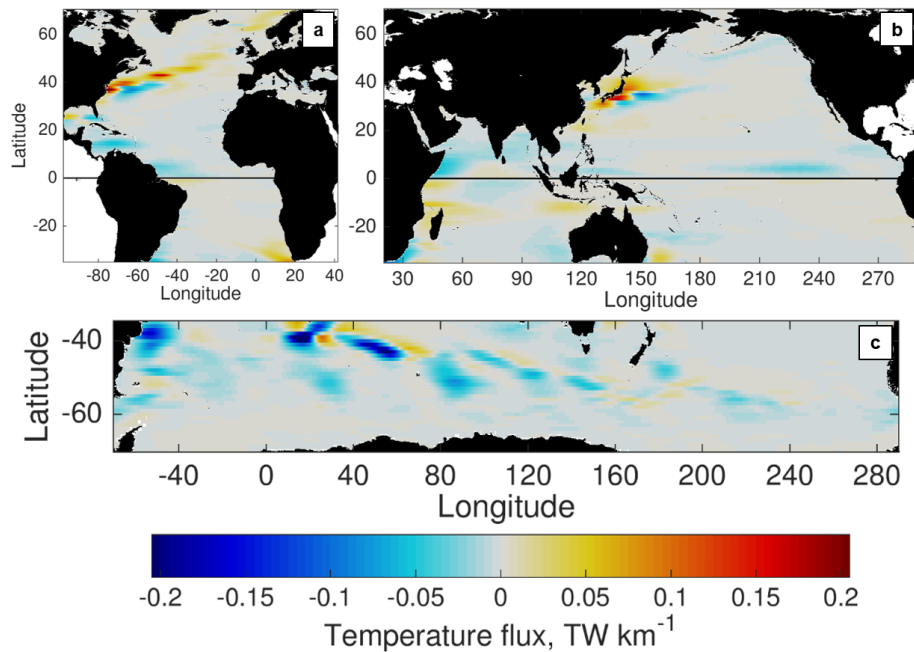 a
b
60
40
20
0
-20
Latitude
-80 -60 -40 -20 0 20 40
Longitude
60
40
20
0
-20
30 60 90 120 150 180 210 240 270
Longitude
c
-40
-60
Latitude
-40 0 40 80 120 160 200 240 290
Longitude
-0.2 -0.15 -0.1 -0.05 0 0.05 0.1 0.15 0.2
Temperature flux, TW km⁻¹